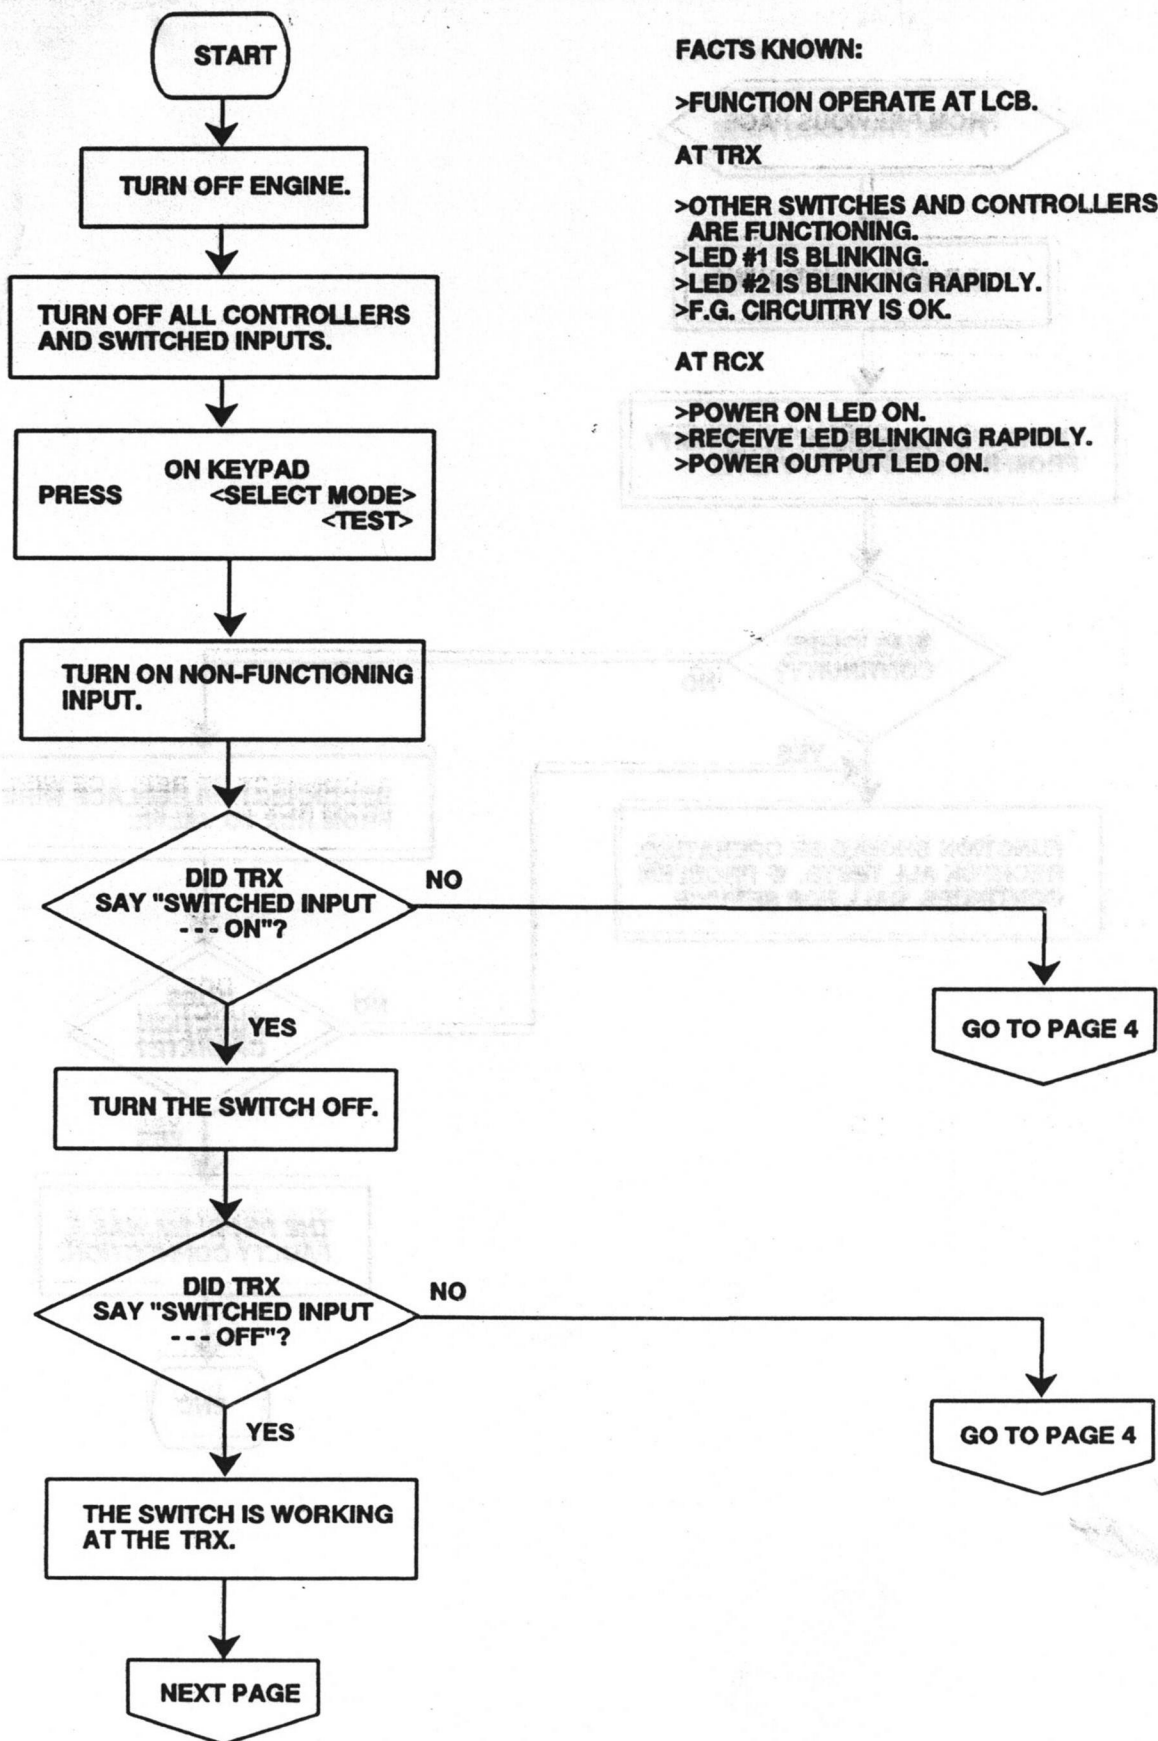 START
TURN OFF ENGINE.
TURN OFF ALL CONTROLLERS
AND SWITCHED INPUTS.
ON KEYPAD
PRESS <SELECT MODE>
<TEST>
TURN ON NON-FUNCTIONING
INPUT.
DID TRX
SAY "SWITCHED INPUT
--- ON"?
NO
GO TO PAGE 4
YES
TURN THE SWITCH OFF.
DID TRX
SAY "SWITCHED INPUT
--- OFF"?
NO
GO TO PAGE 4
YES
THE SWITCH IS WORKING
AT THE TRX.
NEXT PAGE
FACTS KNOWN:
>FUNCTION OPERATE AT LCB.
AT TRX
>OTHER SWITCHES AND CONTROLLERS
ARE FUNCTIONING.
>LED #1 IS BLINKING.
>LED #2 IS BLINKING RAPIDLY.
>F.G. CIRCUITRY IS OK.
AT RCX
>POWER ON LED ON.
>RECEIVE LED BLINKING RAPIDLY.
>POWER OUTPUT LED ON.